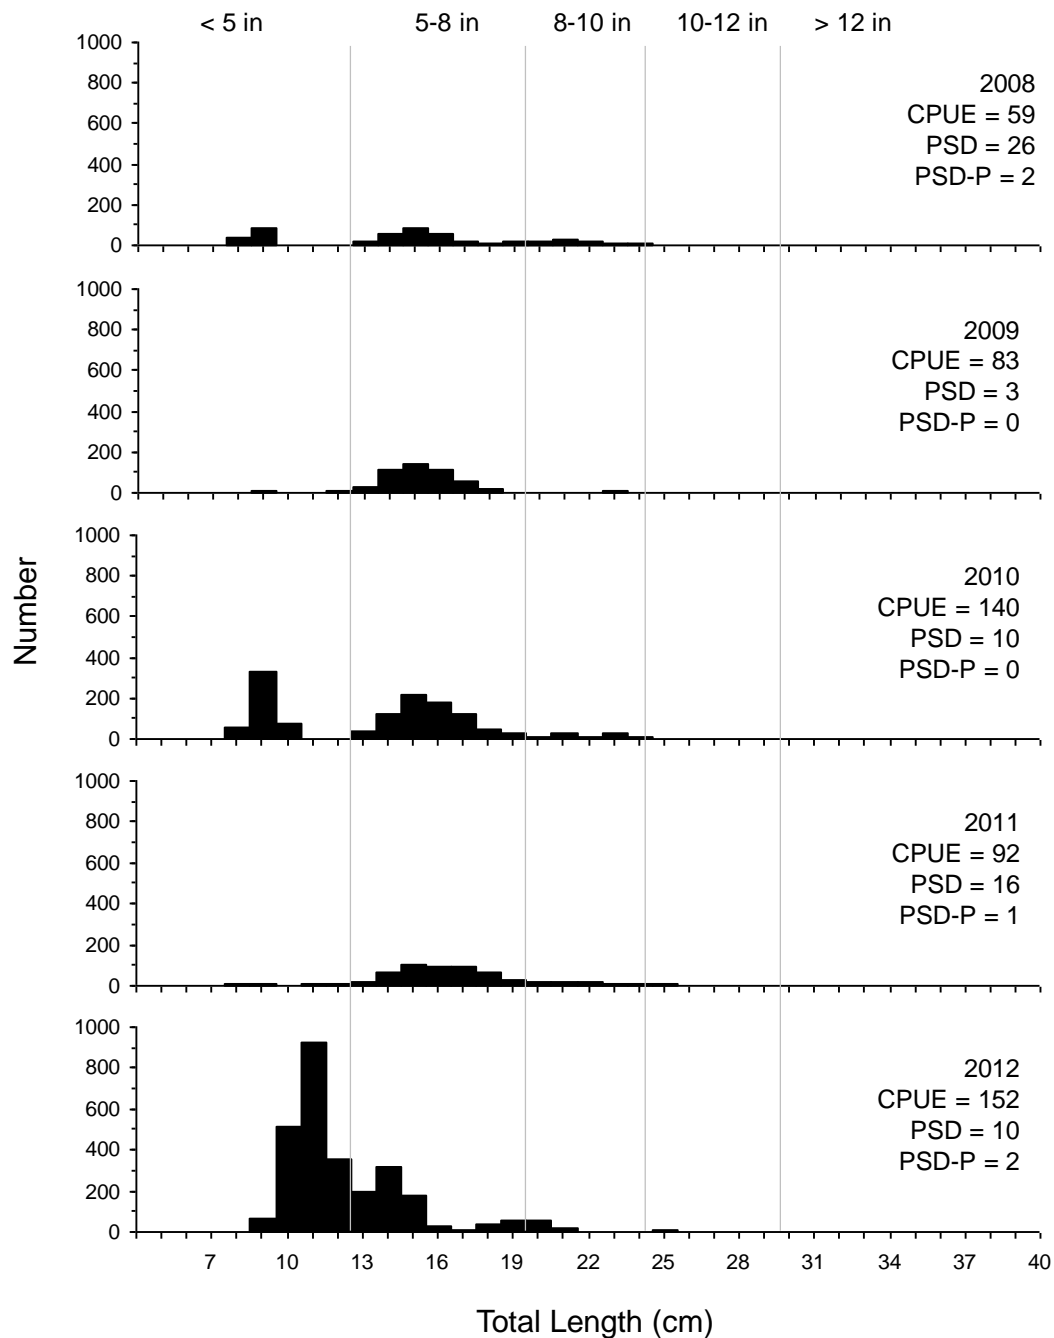 < 5 in 5-8 in 8-10 in 10-12 in > 12 in
1000
800
600
400
200
0
2008
CPUE = 59
PSD = 26
PSD-P = 2
1000
800
600
400
200
0
2009
CPUE = 83
PSD = 3
PSD-P = 0
1000
800
600
400
200
0
2010
CPUE = 140
PSD = 10
PSD-P = 0
1000
800
600
400
200
0
2011
CPUE = 92
PSD = 16
PSD-P = 1
1000
800
600
400
200
0
2012
CPUE = 152
PSD = 10
PSD-P = 2
Number
7 10 13 16 19 22 25 28 31 34 37 40
Total Length (cm)